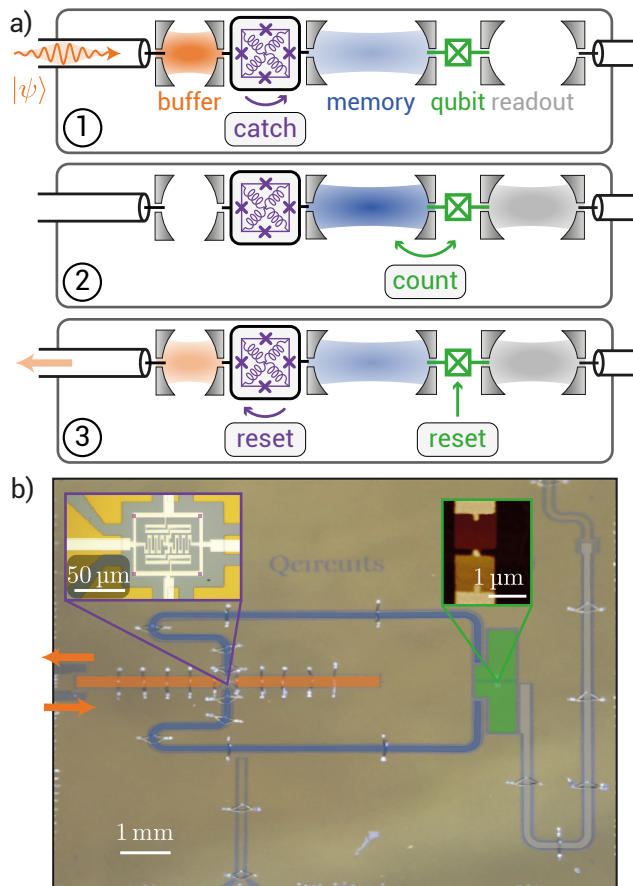 a)
|ψ⟩
buffer
memory
qubit
readout
catch
1
count
2
reset
reset
3
b)
50 µm
Qcircuits
1 µm
1 mm